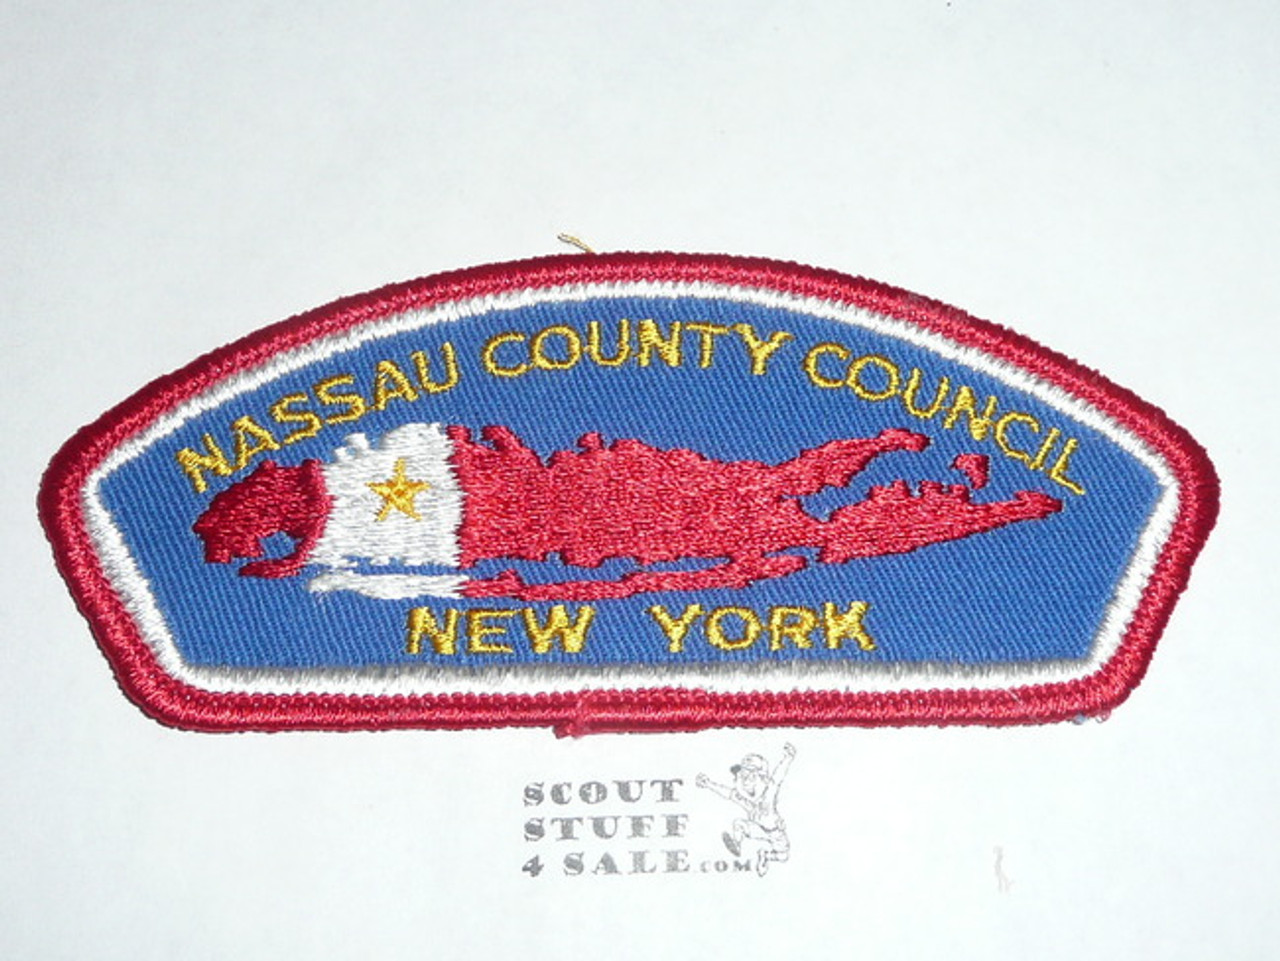 NASSAU COUNTY COUNCIL
NEW YORK
SCOUT
STUFF
4 SALE.COM